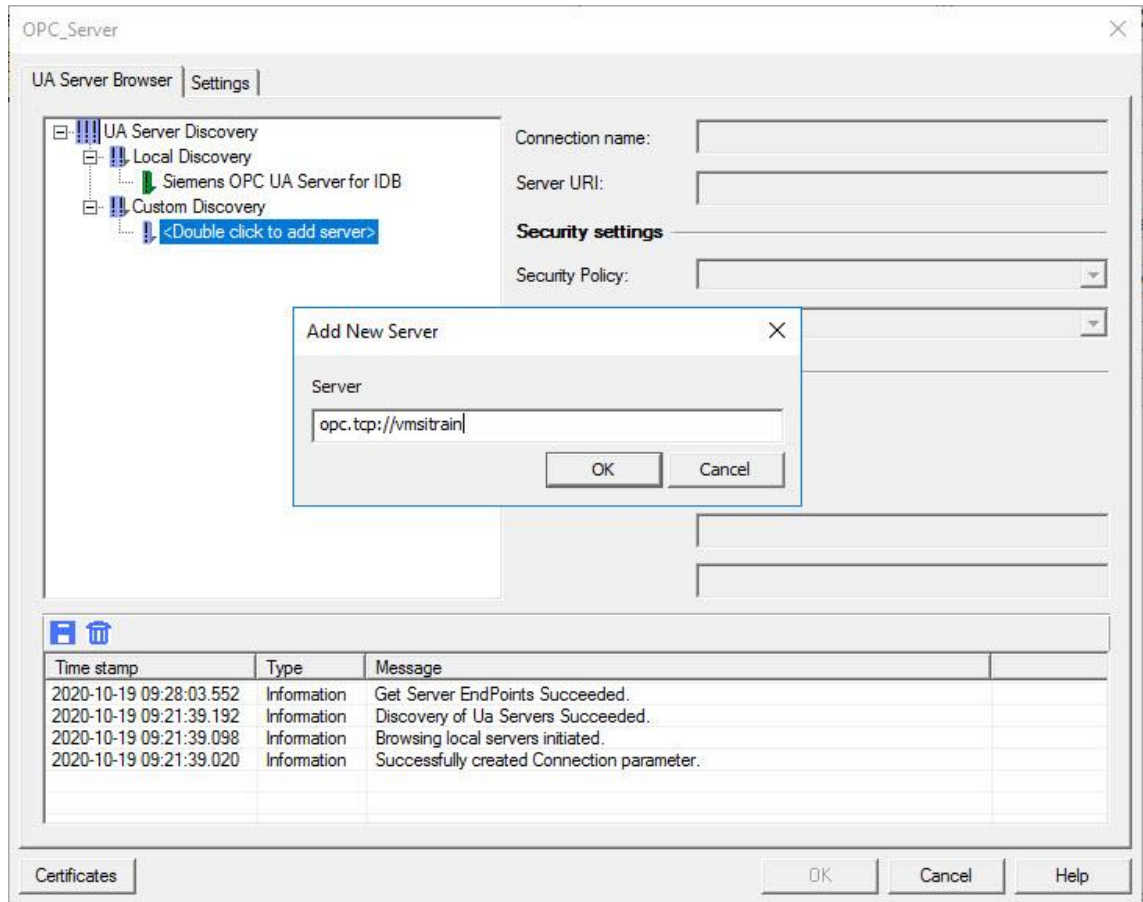 OPC_Server
UA Server Browser
Settings
UA Server Discovery
Local Discovery
Siemens OPC UA Server for IDB
Custom Discovery
<Double click to add server>
Connection name:
Server URI:
Security settings
Security Policy:
Add New Server
Server
opc.tcp://vmsitrain
OK Cancel
Time stamp Type Message
2020-10-19 09:28:03.552 Information Get Server EndPoints Succeeded.
2020-10-19 09:21:39.192 Information Discovery of Ua Servers Succeeded.
2020-10-19 09:21:39.098 Information Browsing local servers initiated.
2020-10-19 09:21:39.020 Information Successfully created Connection parameter.
Certificates OK Cancel Help